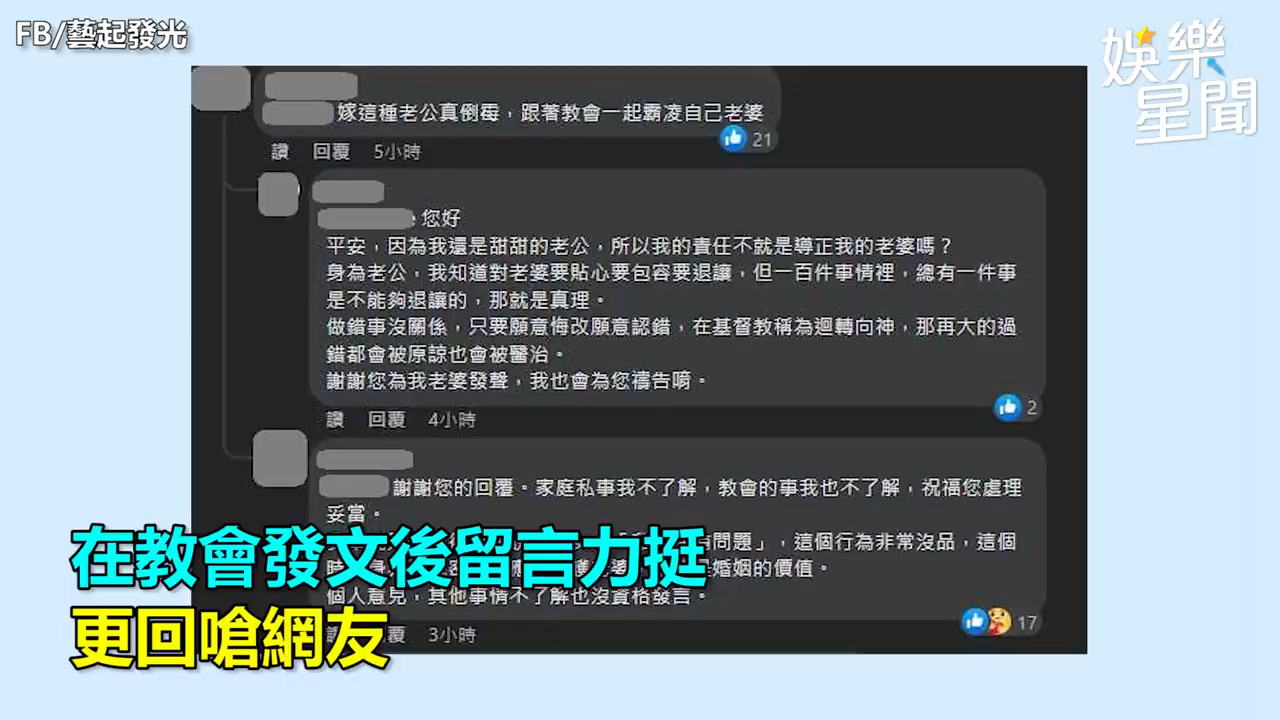 FB/藝起發光
娛樂
星聞
嫁這種老公真倒霉，跟著教會一起霸凌自己老婆
21
讚 回覆 5小時
您好
平安，因為我還是甜甜的老公，所以我的責任不就是導正我的老婆嗎？
身為老公，我知道對老婆要貼心要包容要退讓，但一百件事情裡，總有一件事
是不能夠退讓的，那就是真理。
做錯事沒關係，只要願意悔改願意認錯，在基督教稱為迴轉向神，那再大的過
錯都會被原諒也會被醫治。
謝謝您為我老婆發聲，我也會為您禱告唷。
2
讚 回覆 4小時
謝謝您的回覆。家庭私事我不了解，教會的事我也不了解，祝福您處理
妥當。
問題」，這個行為非常沒品，這個
婚姻的價值。
個人意見，其他事情不了解也沒資格發言。
17
覆 3小時
在教會發文後留言力挺
更回嗆網友